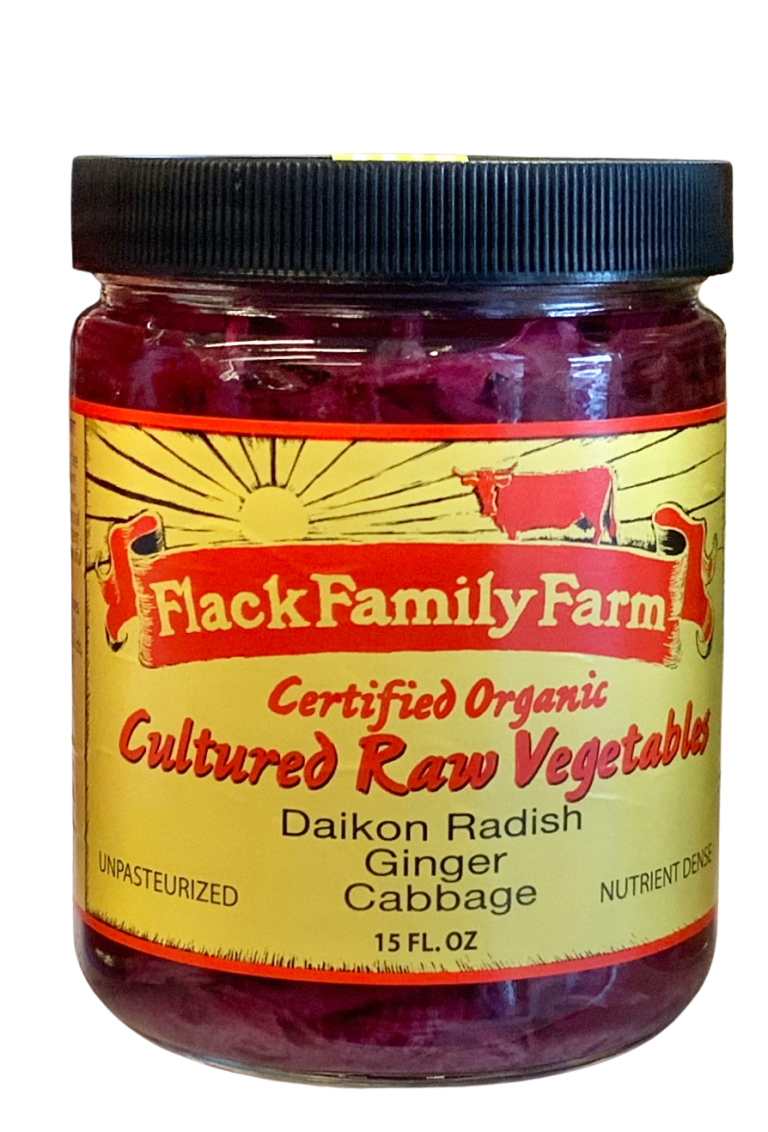 Flack Family Farm
Certified Organic
Cultured Raw Vegetables
Daikon Radish
Ginger
Cabbage
UNPASTEURIZED
NUTRIENT DENSE
15 FL. OZ